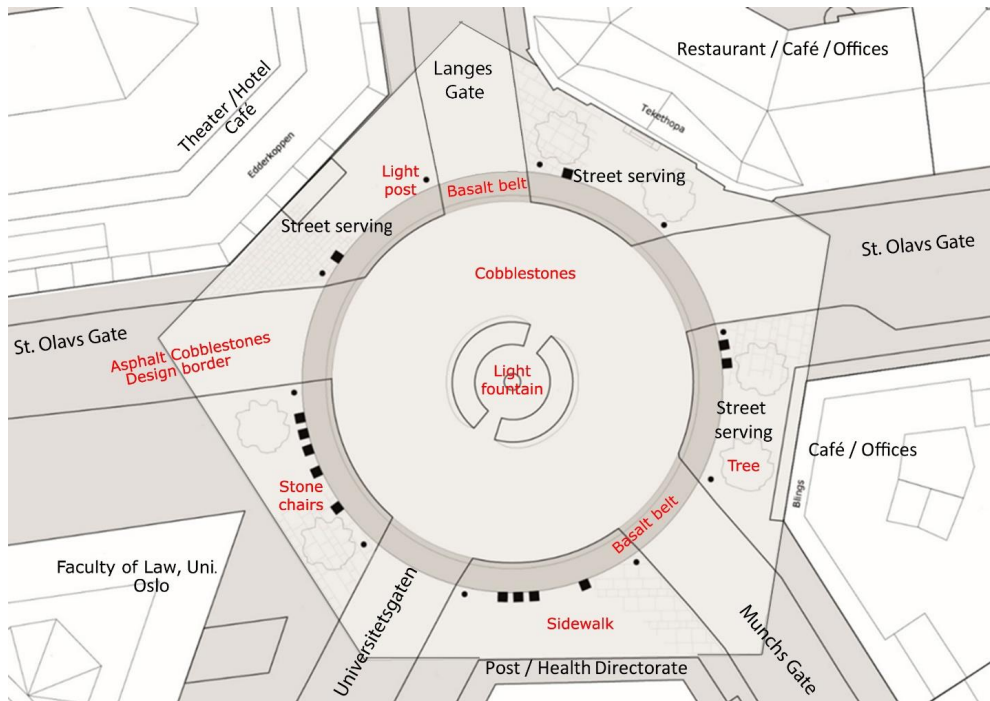 Langes
Gate
Restaurant / Café / Offices
Theater /Hotel
Café
Edderkoppen
Tekethopa
Light
post
Basalt belt
Street serving
Street serving
St. Olavs Gate
Cobblestones
St. Olavs Gate
Asphalt Cobblestones
Design border
Light
fountain
Street
serving
Café / Offices
Tree
Blings
Stone
chairs
Basalt belt
Faculty of Law, Uni.
Oslo
Universitetsgaten
Sidewalk
Munchs Gate
Post / Health Directorate